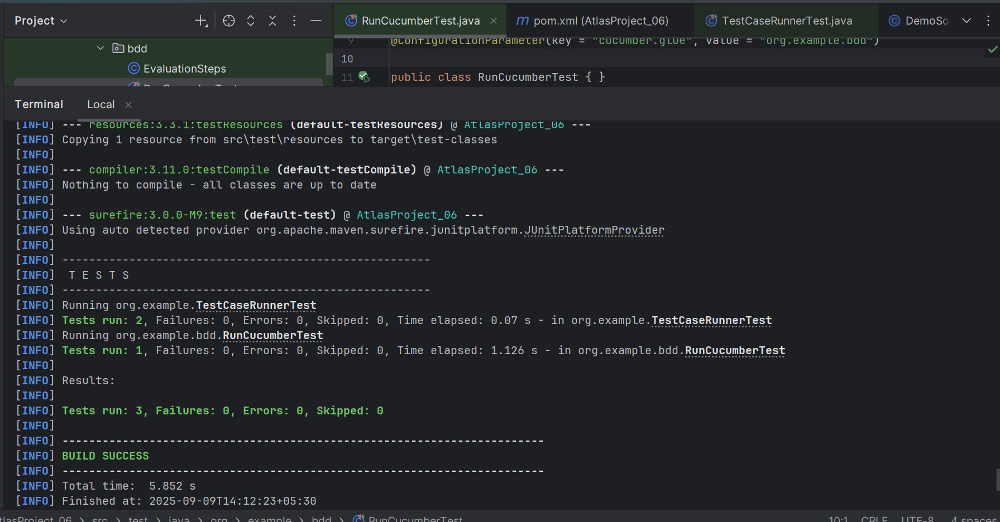 Project
RunCucumberTest.java
m pom.xml (AtlasProject_06)
TestCaseRunnerTest.java
DemoSo
bdd
EvaluationSteps
9 @ConfigurationParameter(key = "cucumber.glue", value = "org.example.bdd")
10
11 public class RunCucumberTest { }
RunCucumberTest
Terminal Local
[INFO] --- resources:3.3.1:testResources (default-testResources) @ AtlasProject_06 ---
[INFO] Copying 1 resource from src\test\resources to target\test-classes
[INFO]
[INFO] --- compiler:3.11.0:testCompile (default-testCompile) @ AtlasProject_06 ---
[INFO] Nothing to compile - all classes are up to date
[INFO]
[INFO] --- surefire:3.0.0-M9:test (default-test) @ AtlasProject_06 ---
[INFO] Using auto detected provider org.apache.maven.surefire.junitplatform.JUnitPlatformProvider
[INFO]
[INFO] -------------------------------------------------------
[INFO]  T E S T S
[INFO] -------------------------------------------------------
[INFO] Running org.example.TestCaseRunnerTest
[INFO] Tests run: 2, Failures: 0, Errors: 0, Skipped: 0, Time elapsed: 0.07 s - in org.example.TestCaseRunnerTest
[INFO] Running org.example.bdd.RunCucumberTest
[INFO] Tests run: 1, Failures: 0, Errors: 0, Skipped: 0, Time elapsed: 1.126 s - in org.example.bdd.RunCucumberTest
[INFO]
[INFO] Results:
[INFO]
[INFO] Tests run: 3, Failures: 0, Errors: 0, Skipped: 0
[INFO]
[INFO] ------------------------------------------------------------------------
[INFO] BUILD SUCCESS
[INFO] ------------------------------------------------------------------------
[INFO] Total time:  5.852 s
[INFO] Finished at: 2025-09-09T14:12:23+05:30
tlasProject_06 > src > test > java > org > example > bdd > RunCucumberTest 10:1 CRLF UTF-8 4 spaces